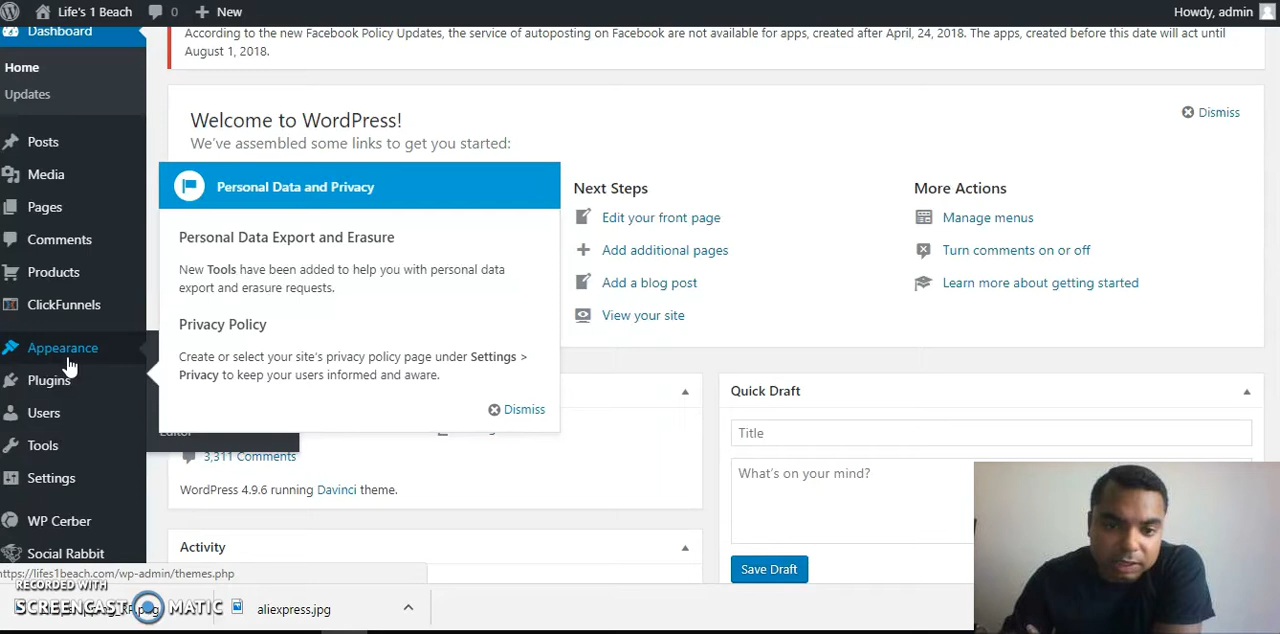 Life's 1 Beach
0
New
Howdy, admin
Dashboard
Home
Updates
Posts
Media
Pages
Comments
Products
ClickFunnels
Appearance
Plugins
Users
Tools
Settings
WP Cerber
Social Rabbit
According to the new Facebook Policy Updates, the service of autoposting on Facebook are not available for apps, created after April, 24, 2018. The apps, created before this date will act until
August 1, 2018.
Welcome to WordPress!
We've assembled some links to get you started:
Dismiss
Personal Data and Privacy
Personal Data Export and Erasure
New Tools have been added to help you with personal data
export and erasure requests.
Privacy Policy
Create or select your site's privacy policy page under Settings >
Privacy to keep your users informed and aware.
Dismiss
Next Steps
Edit your front page
Add additional pages
Add a blog post
View your site
More Actions
Manage menus
Turn comments on or off
Learn more about getting started
Editor
3,311 Comments
WordPress 4.9.6 running Davinci theme.
Activity
Quick Draft
Title
What's on your mind?
Save Draft
https://lifes1beach.com/wp-admin/themes.php
RECORDED WITH
SCREENCAST MATIC
aliexpress.jpg